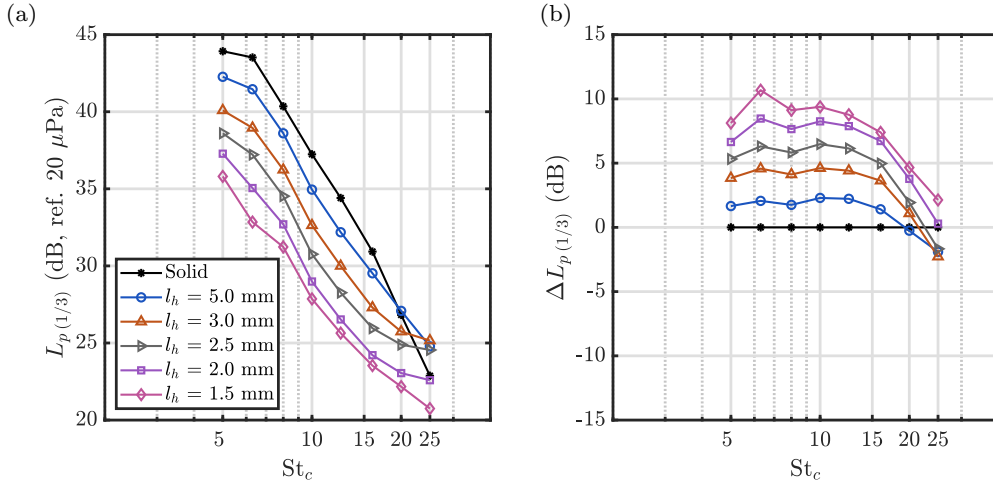 (a)
45
40
35
30
25
20
L_{p (1/3)} (dB, ref. 20 μPa)
Solid
l_h = 5.0 mm
l_h = 3.0 mm
l_h = 2.5 mm
l_h = 2.0 mm
l_h = 1.5 mm
5 10 15 20 25
St_c
(b)
15
10
5
0
-5
-10
-15
ΔL_{p (1/3)} (dB)
5 10 15 20 25
St_c